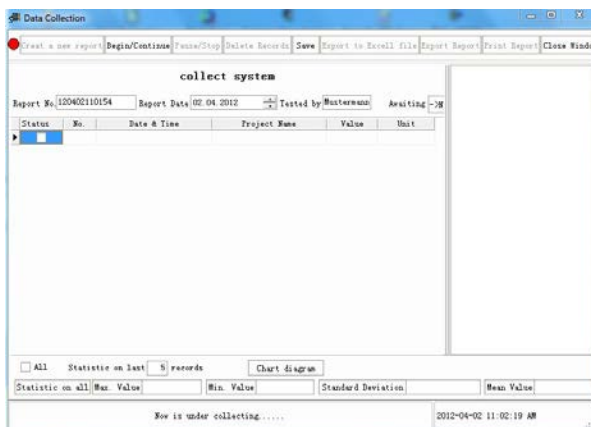 Data Collection
Creat a new report Begin/Continue Pause/Stop Delete Records Save Export to Excell file Export Report Print Report Close Windo
collect system
Report No. 120402110154 Report Data 02.04.2012 Tested by Mustermann Awaiting ->N
Status No. Date & Time Project Name Value Unit
All Statistic on last 5 records Chart diagram
Statistic on all Max. Value Min. Value Standard Deviation Mean Value
Now is under collecting...... 2012-04-02 11:02:19 AM